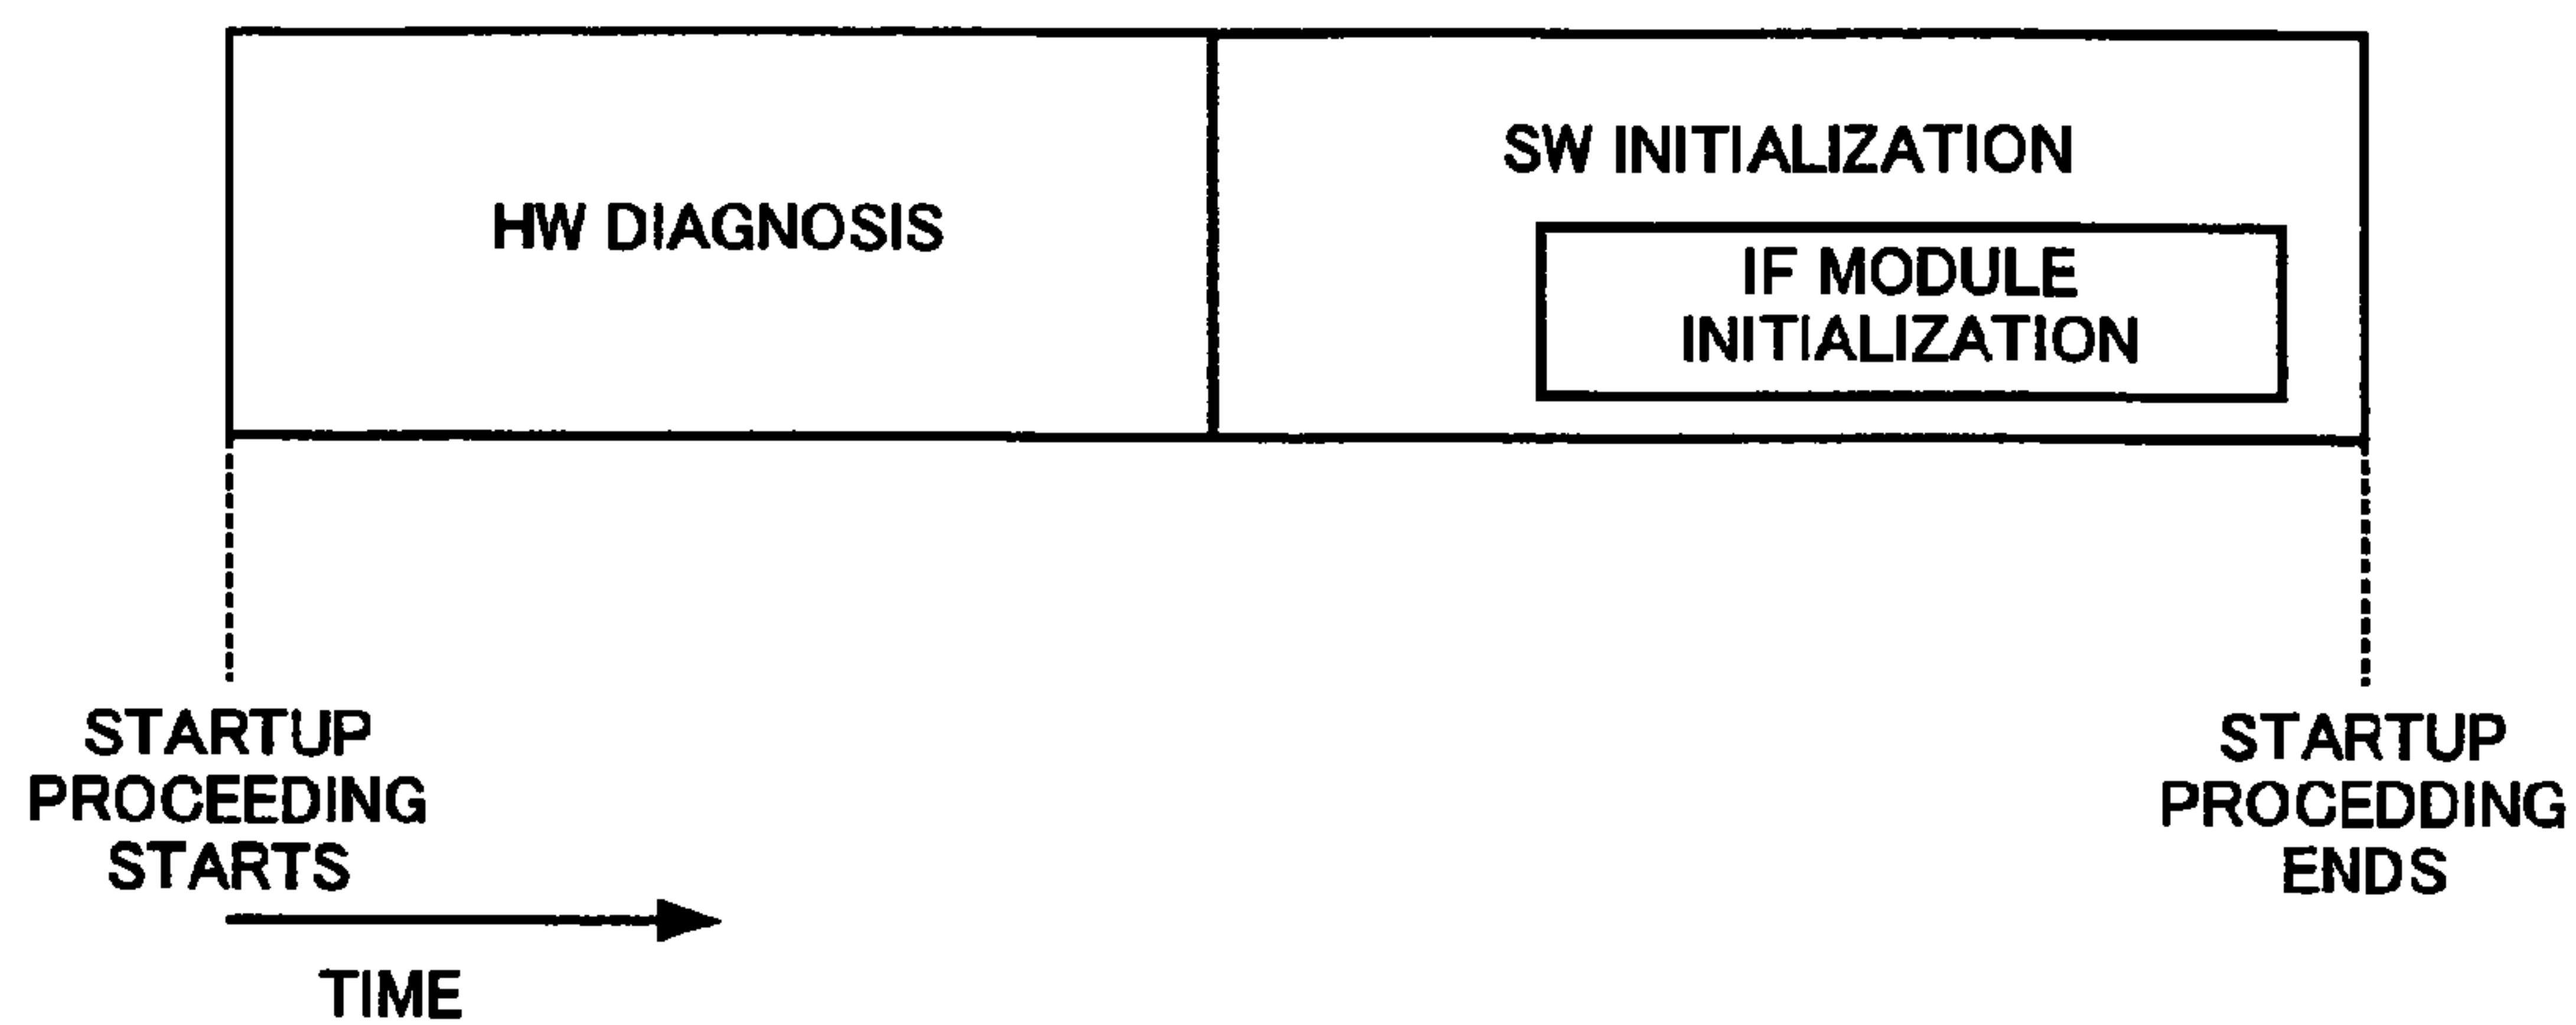 HW DIAGNOSIS
SW INITIALIZATION
IF MODULE
INITIALIZATION
STARTUP
PROCEEDING
STARTS
STARTUP
PROCEDDING
ENDS
TIME